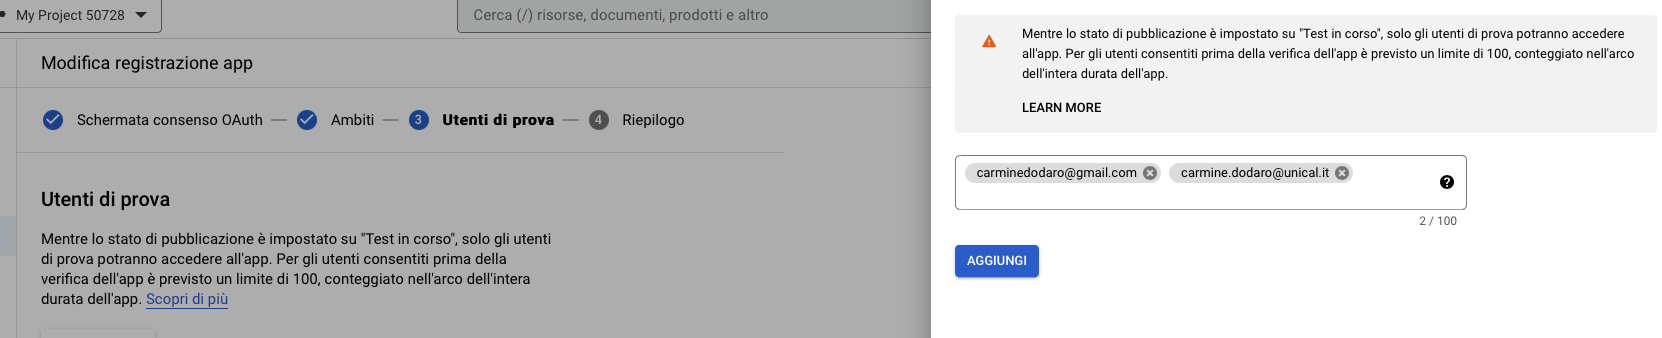 My Project 50728
Cerca (/) risorse, documenti, prodotti e altro
Modifica registrazione app
Schermata consenso OAuth
Ambiti
3 Utenti di prova
4 Riepilogo
Utenti di prova
Mentre lo stato di pubblicazione è impostato su "Test in corso", solo gli utenti
di prova potranno accedere all'app. Per gli utenti consentiti prima della
verifica dell'app è previsto un limite di 100, conteggiato nell'arco dell'intera
durata dell'app. Scopri di più
Mentre lo stato di pubblicazione è impostato su "Test in corso", solo gli utenti di prova potranno accedere
all'app. Per gli utenti consentiti prima della verifica dell'app è previsto un limite di 100, conteggiato nell'arco
dell'intera durata dell'app.
LEARN MORE
carminedodaro@gmail.com carmine.dodaro@unical.it
2 / 100
AGGIUNGI